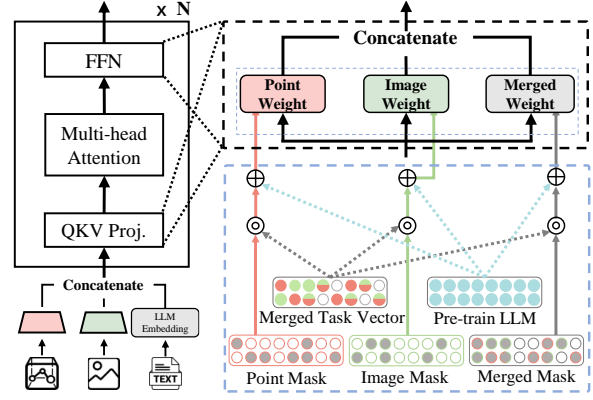 x N
FFN
Multi-head
Attention
QKV Proj.
Concatenate
LLM
Embedding
TEXT
Concatenate
Point
Weight
Image
Weight
Merged
Weight
Merged Task Vector
Pre-train LLM
Point Mask
Image Mask
Merged Mask